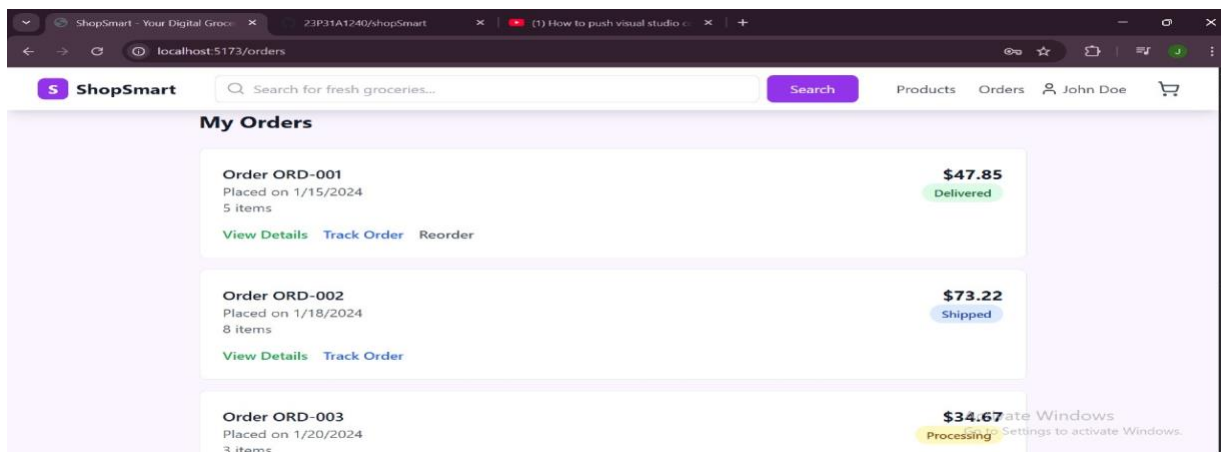 ShopSmart - Your Digital Groce
23P31A1240/shopSmart
(1) How to push visual studio c
localhost:5173/orders
J
S ShopSmart
Search for fresh groceries...
Search
Products Orders John Doe
My Orders
Order ORD-001
$47.85
Placed on 1/15/2024
Delivered
5 items
View Details Track Order Reorder
Order ORD-002
$73.22
Placed on 1/18/2024
Shipped
8 items
View Details Track Order
Order ORD-003
$34.67
Activate Windows
Placed on 1/20/2024
Processing
Go to Settings to activate Windows.
3 items